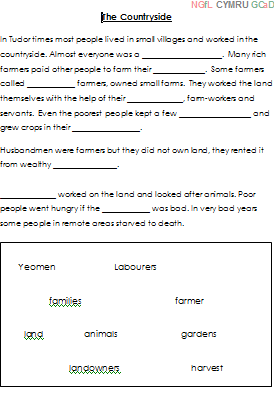 NGfL CYMRU GCaD
The Countryside
In Tudor times most people lived in small villages and worked in the
countryside. Almost everyone was a ____________________. Many rich
farmers paid other people to farm their _____________. Some farmers
called ____________ farmers, owned small farms. They worked the land
themselves with the help of their ______________, farm-workers and
servants. Even the poorest people kept a few __________________ and
grew crops in their _________________.
Husbandmen were farmers but they did not own land, they rented it
from wealthy ________________.
______________ worked on the land and looked after animals. Poor
people went hungry if the ____________ was bad. In very bad years
some people in remote areas starved to death.
Yeomen Labourers
families farmer
land animals gardens
landowners harvest